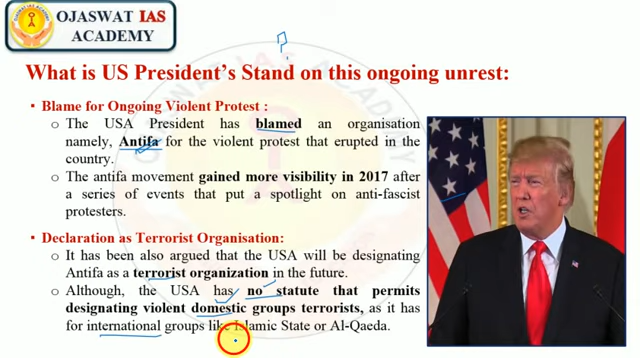 OJASWAT IAS
ACADEMY
What is US President's Stand on this ongoing unrest:
• Blame for Ongoing Violent Protest :
o The USA President has blamed an organisation
namely, Antifa for the violent protest that erupted in the
country.
o The antifa movement gained more visibility in 2017 after
a series of events that put a spotlight on anti-fascist
protesters.
• Declaration as Terrorist Organisation:
o It has been also argued that the USA will be designating
Antifa as a terrorist organization in the future.
o Although, the USA has no statute that permits
designating violent domestic groups terrorists, as it has
for international groups like Islamic State or Al-Qaeda.